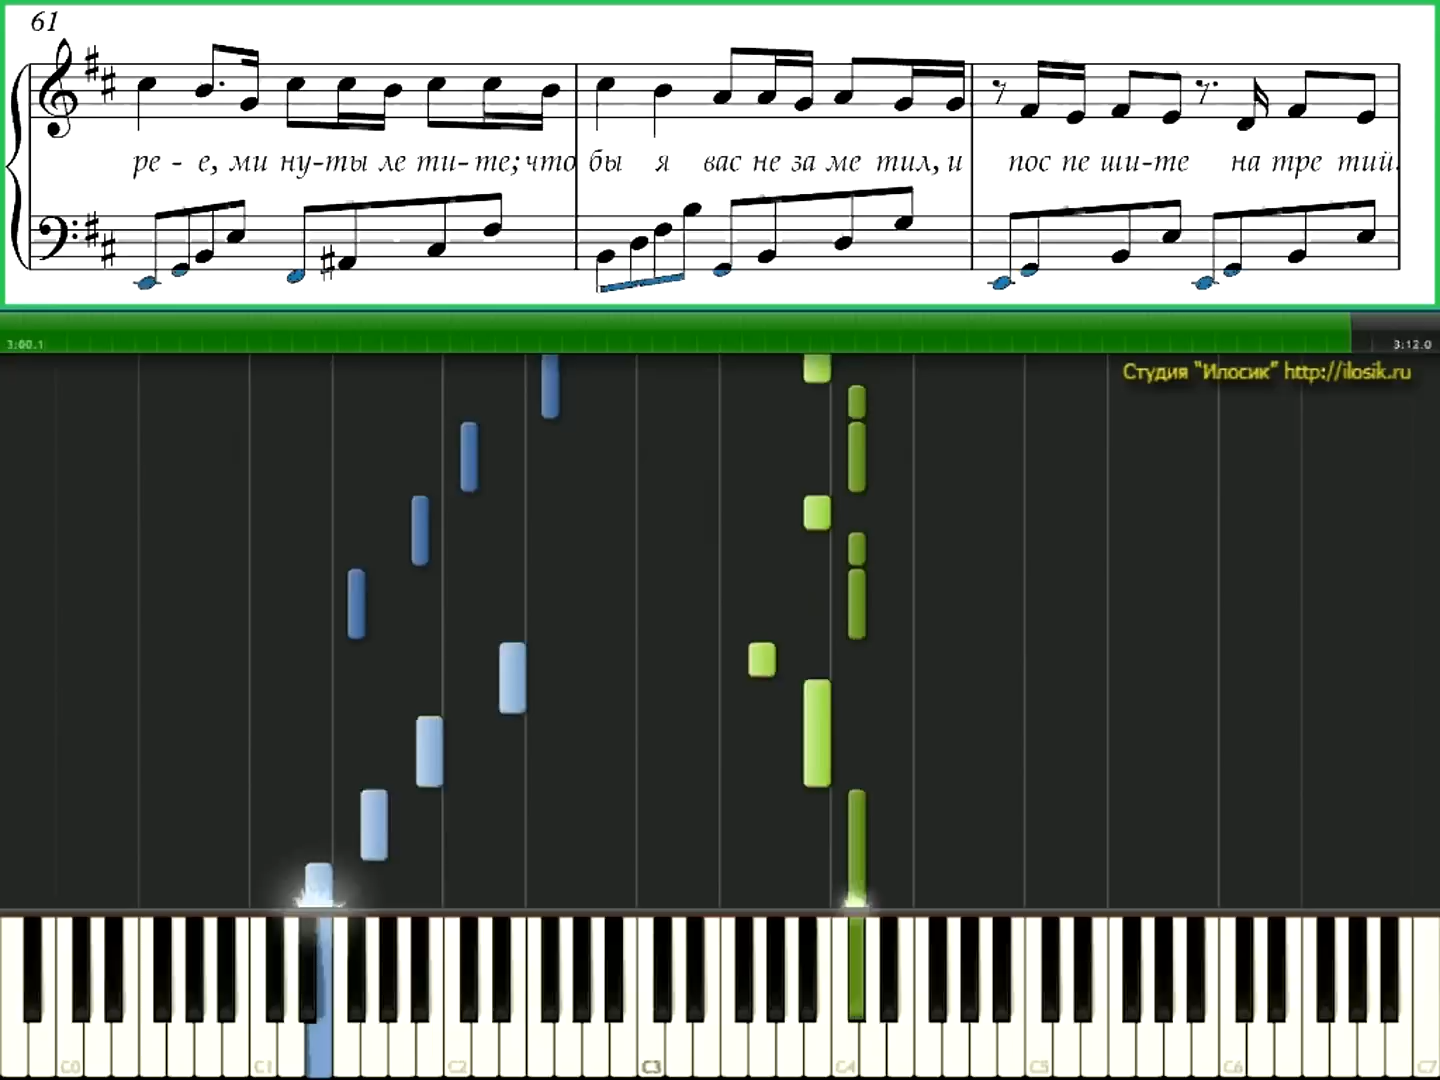 61
ре - е, ми ну-ты ле ти-те; что бы я вас не за ме тил, и пос пе ши-те на тре тий.
3:00.1 3:12.0
Студия "Илосик" http://ilosik.ru
C0 C1 C2 C3 C4 C5 C6 C7